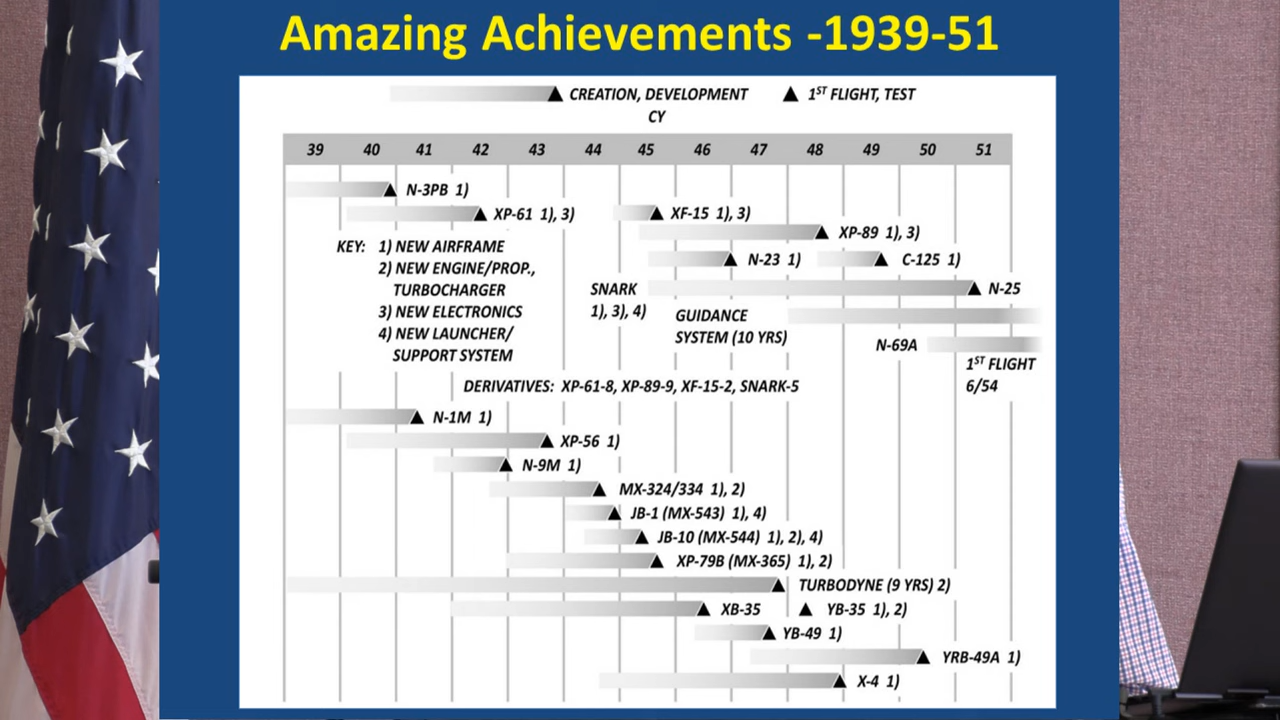 Amazing Achievements -1939-51
CREATION, DEVELOPMENT
1ST FLIGHT, TEST
CY
39 40 41 42 43 44 45 46 47 48 49 50 51
N-3PB 1)
XP-61 1), 3)
XF-15 1), 3)
XP-89 1), 3)
KEY: 1) NEW AIRFRAME
2) NEW ENGINE/PROP.,
TURBOCHARGER
3) NEW ELECTRONICS
4) NEW LAUNCHER/
SUPPORT SYSTEM
N-23 1)
C-125 1)
SNARK
1), 3), 4)
N-25
GUIDANCE
SYSTEM (10 YRS)
N-69A
1ST FLIGHT
6/54
DERIVATIVES: XP-61-8, XP-89-9, XF-15-2, SNARK-5
N-1M 1)
XP-56 1)
N-9M 1)
MX-324/334 1), 2)
JB-1 (MX-543) 1), 4)
JB-10 (MX-544) 1), 2), 4)
XP-79B (MX-365) 1), 2)
TURBODYNE (9 YRS) 2)
XB-35
YB-35 1), 2)
YB-49 1)
YRB-49A 1)
X-4 1)